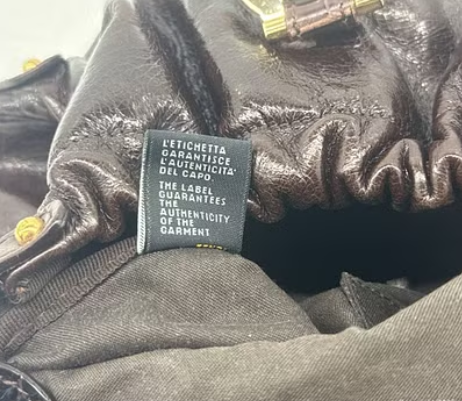 L'ETICHETTA
GARANTISCE
L'AUTENTICITA'
DEL CAPO.
THE LABEL
GUARANTEES
THE
AUTHENTICITY
OF THE
GARMENT